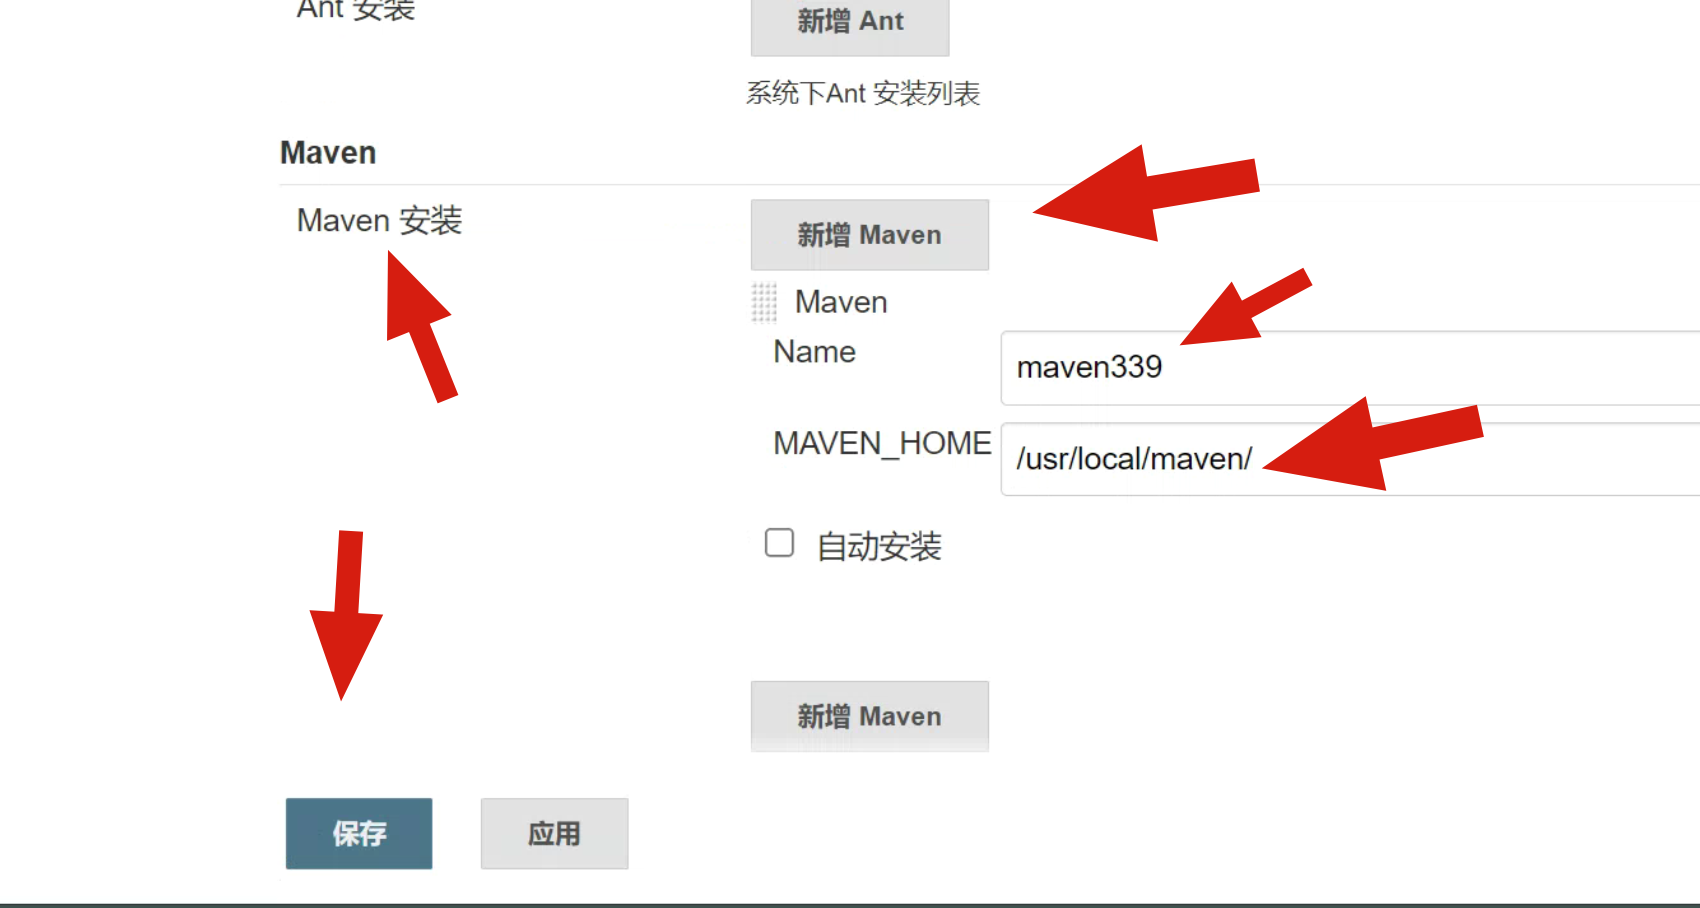 Ant 安装
新增 Ant
系统下Ant 安装列表
Maven
Maven 安装
新增 Maven
Maven
Name
maven339
MAVEN_HOME
/usr/local/maven/
自动安装
新增 Maven
保存
应用